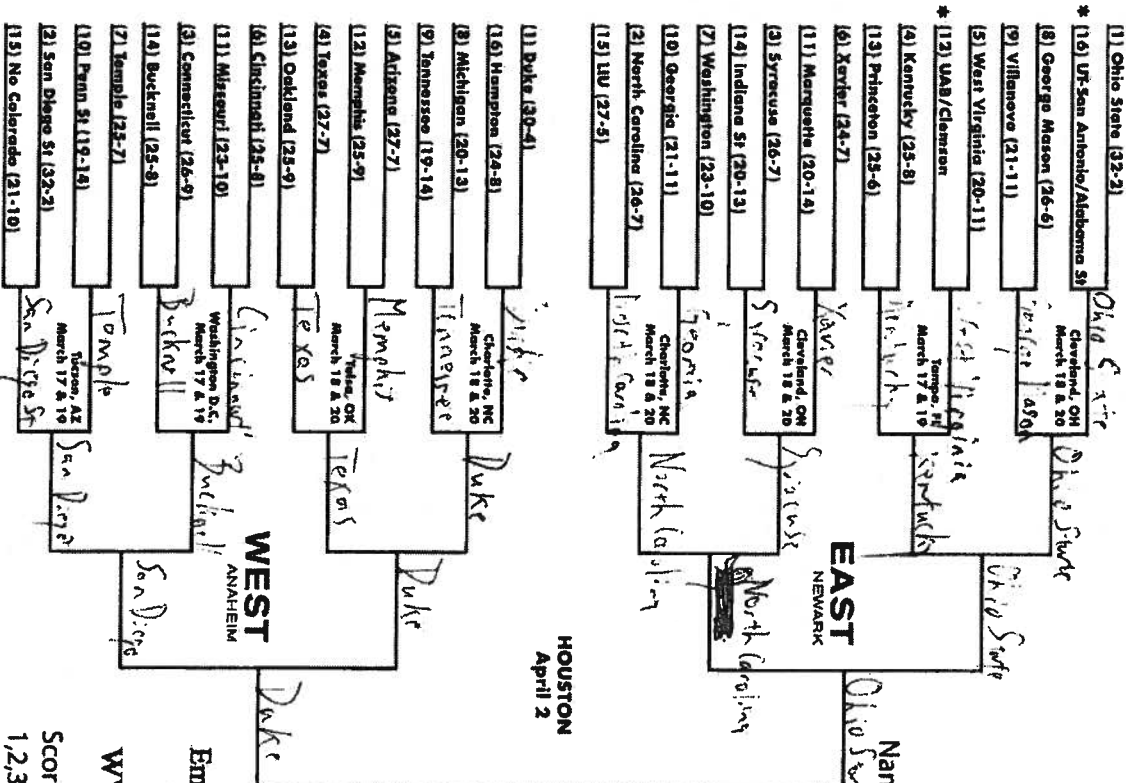 (1) Ohio State (32-2)
* (16) UT-San Antonio/Alabama St
(8) George Mason (26-6)
(9) Villanova (21-11)
(5) West Virginia (20-11)
* (12) UAB/Clemson
(4) Kentucky (25-8)
(13) Princeton (25-6)
(6) Xavier (24-7)
(11) Marquette (20-14)
(3) Syracuse (26-7)
(14) Indiana St (20-13)
(7) Washington (23-10)
(10) Georgia (21-11)
(2) North Carolina (26-7)
(15) LIU (27-5)
Cleveland, OH
March 18 & 20
Tampa, FL
March 17 & 19
West Virginia
Cleveland, OH
March 18 & 20
Xavier
Charlotte, NC
March 18 & 20
Georgia
Ohio State
Kentucky
Syracuse
North Carolina
EAST
NEWARK
Ohio State
North Carolina
(1) Duke (30-4)
(16) Hampton (24-8)
(8) Michigan (20-13)
(9) Tennessee (19-14)
(5) Arizona (27-7)
(12) Memphis (25-9)
(4) Texas (27-7)
(13) Oakland (25-9)
(6) Cincinnati (25-8)
(11) Missouri (23-10)
(3) Connecticut (26-9)
(14) Bucknell (25-8)
(7) Temple (25-7)
(10) Penn St (19-14)
(2) San Diego St (32-2)
(15) No Colorado (21-10)
Charlotte, NC
March 18 & 20
Tennessee
Memphis
Tulsa, OK
March 18 & 20
Texas
Cincinnati
Washington D.C.
March 17 & 19
Bucknell
Temple
Tucson, AZ
March 17 & 19
San Diego St
Duke
Texas
Bucknell
San Diego
WEST
ANAHEIM
Duke
San Diego
Duke
HOUSTON
April 2
Nar
Em
W
Scor
1,2,3